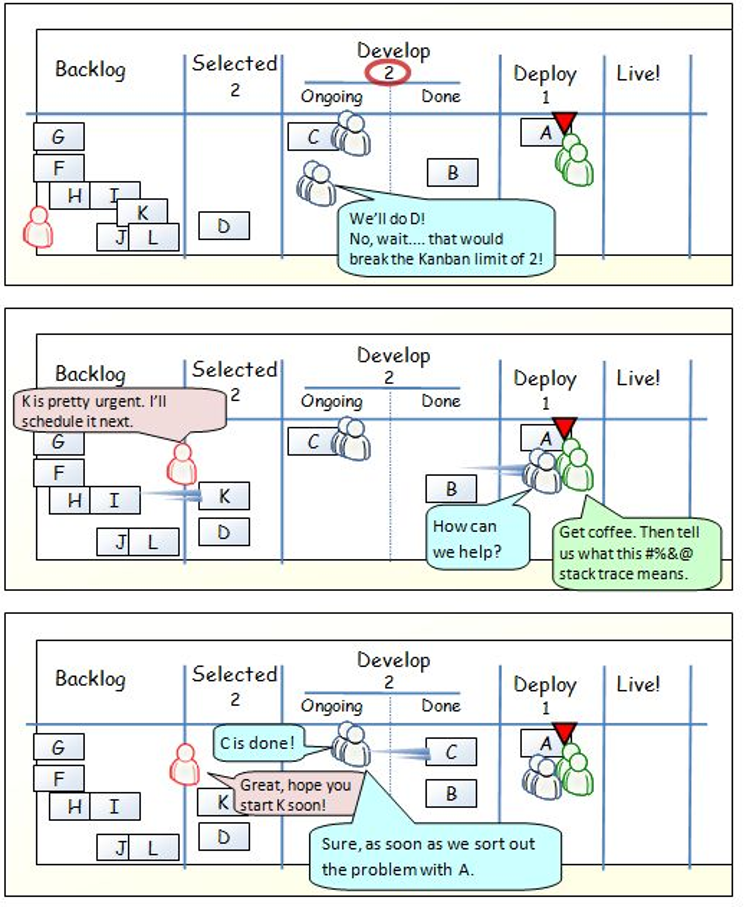 Backlog
Selected
2
Develop
2
Ongoing
Done
Deploy
1
Live!
G
F
H I
K
J L
D
C
B
A
We'll do D!
No, wait.... that would
break the Kanban limit of 2!
Backlog
Selected
2
Develop
2
Ongoing
Done
Deploy
1
Live!
K is pretty urgent. I'll
schedule it next.
G
F
H I
J L
K
D
C
B
A
How can
we help?
Get coffee. Then tell
us what this #%&@
stack trace means.
Backlog
Selected
2
Develop
2
Ongoing
Done
Deploy
1
Live!
G
F
H I
J L
K
D
C is done!
Great, hope you
start K soon!
C
B
A
Sure, as soon as we sort out
the problem with A.